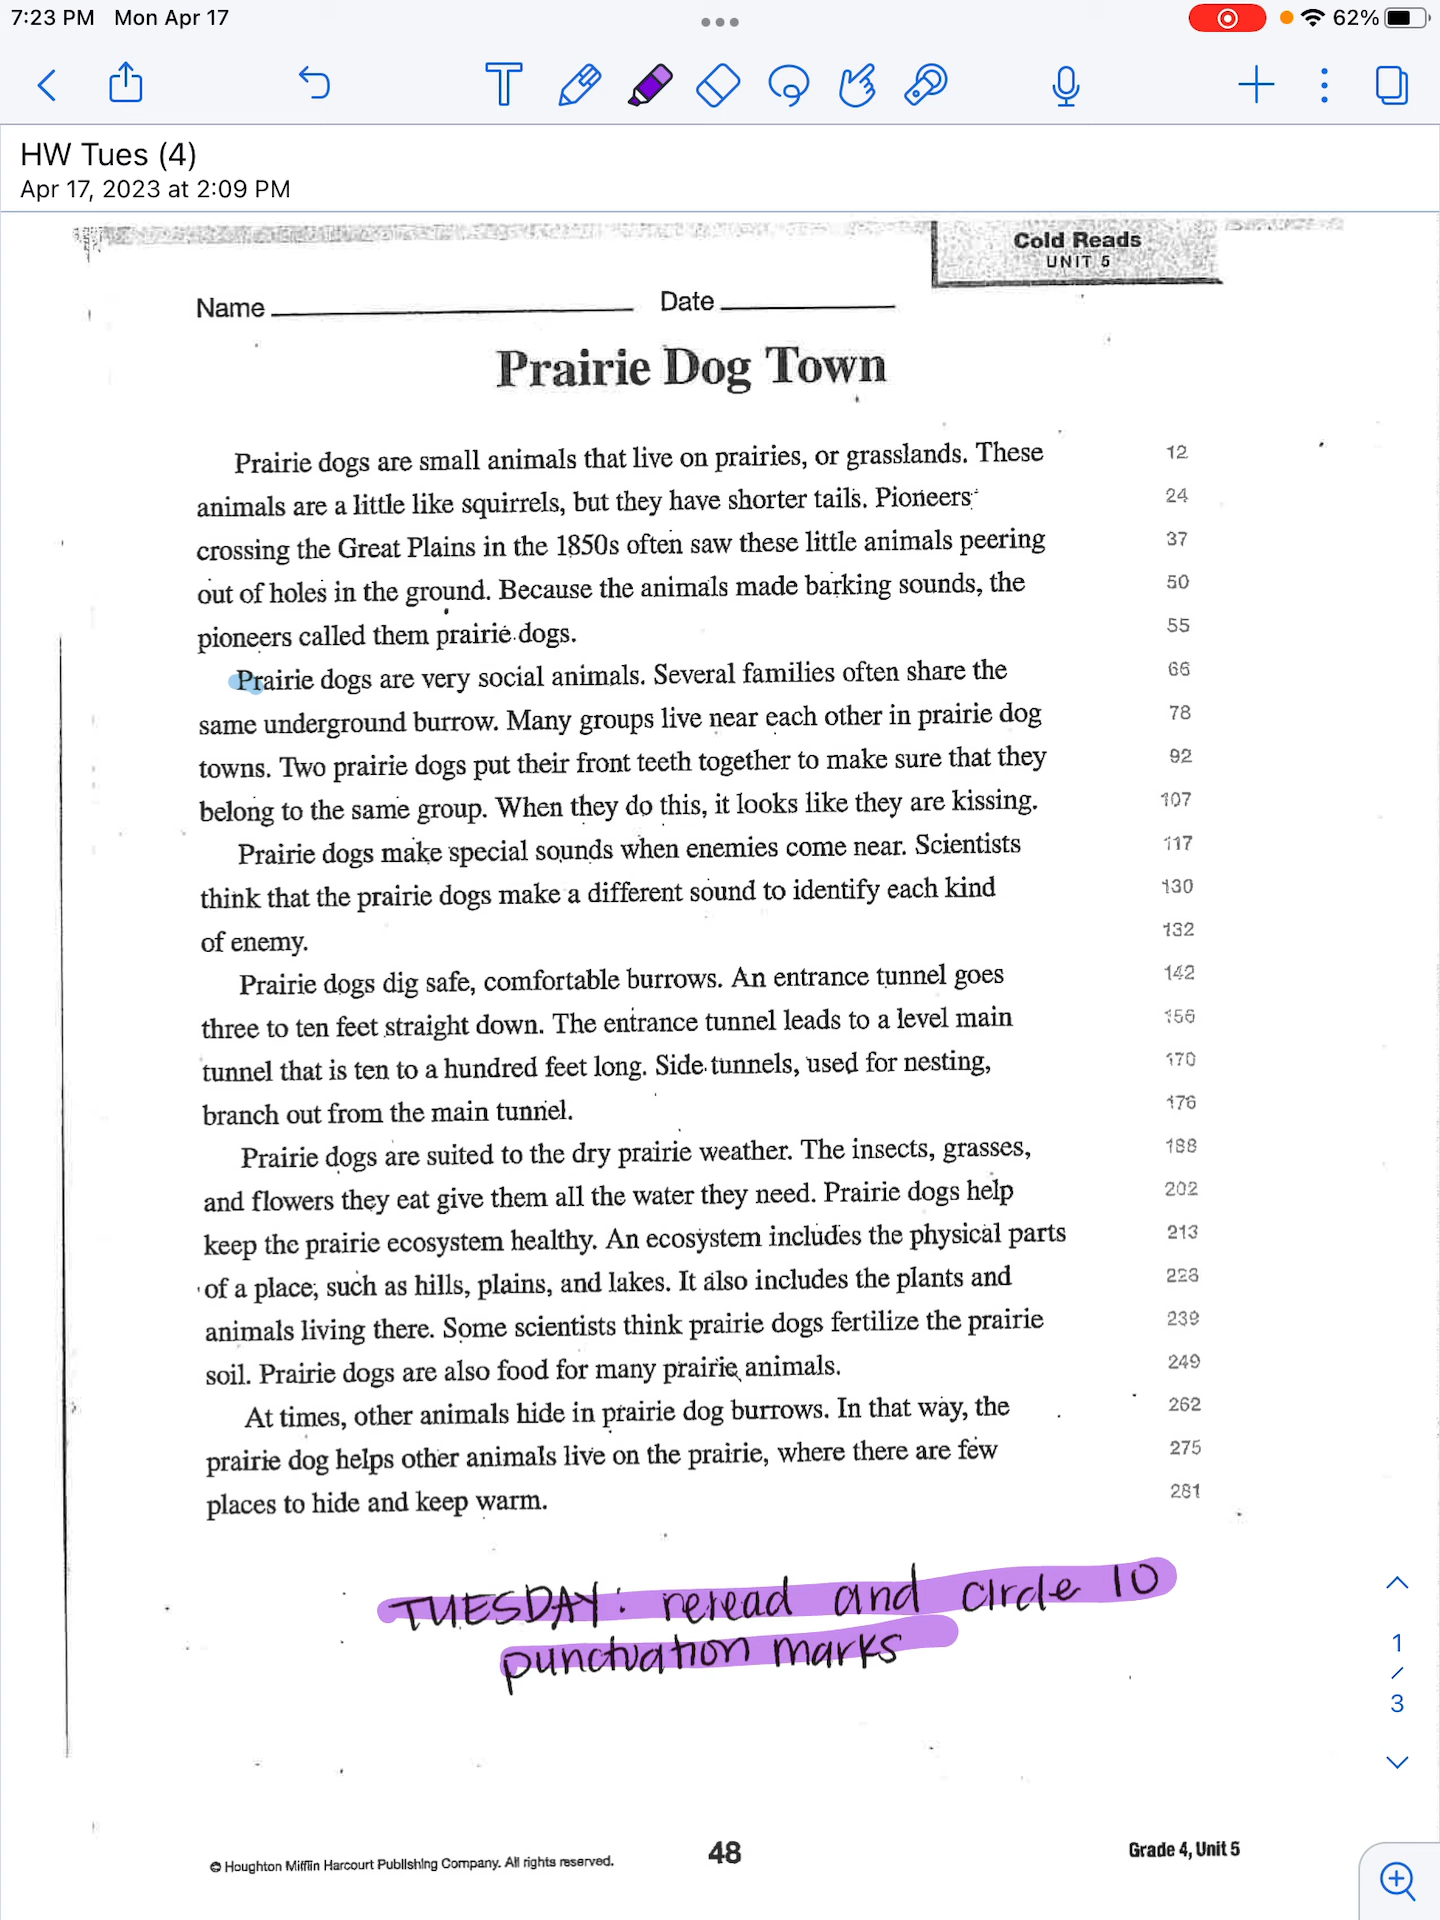 7:23 PM Mon Apr 17
62%
T
HW Tues (4)
Apr 17, 2023 at 2:09 PM
Cold Reads
UNIT 5
Name Date
Prairie Dog Town
Prairie dogs are small animals that live on prairies, or grasslands. These 12
animals are a little like squirrels, but they have shorter tails. Pioneers 24
crossing the Great Plains in the 1850s often saw these little animals peering 37
out of holes in the ground. Because the animals made barking sounds, the 50
pioneers called them prairie dogs. 55
Prairie dogs are very social animals. Several families often share the 66
same underground burrow. Many groups live near each other in prairie dog 78
towns. Two prairie dogs put their front teeth together to make sure that they 92
belong to the same group. When they do this, it looks like they are kissing. 107
Prairie dogs make special sounds when enemies come near. Scientists 117
think that the prairie dogs make a different sound to identify each kind 130
of enemy. 132
Prairie dogs dig safe, comfortable burrows. An entrance tunnel goes 142
three to ten feet straight down. The entrance tunnel leads to a level main 156
tunnel that is ten to a hundred feet long. Side tunnels, used for nesting, 170
branch out from the main tunnel. 176
Prairie dogs are suited to the dry prairie weather. The insects, grasses, 188
and flowers they eat give them all the water they need. Prairie dogs help 202
keep the prairie ecosystem healthy. An ecosystem includes the physical parts 213
of a place, such as hills, plains, and lakes. It also includes the plants and 228
animals living there. Some scientists think prairie dogs fertilize the prairie 239
soil. Prairie dogs are also food for many prairie animals. 249
At times, other animals hide in prairie dog burrows. In that way, the 262
prairie dog helps other animals live on the prairie, where there are few 275
places to hide and keep warm. 281
TUESDAY: reread and circle 10
punctuation marks
1
/
3
© Houghton Mifflin Harcourt Publishing Company. All rights reserved. 48 Grade 4, Unit 5